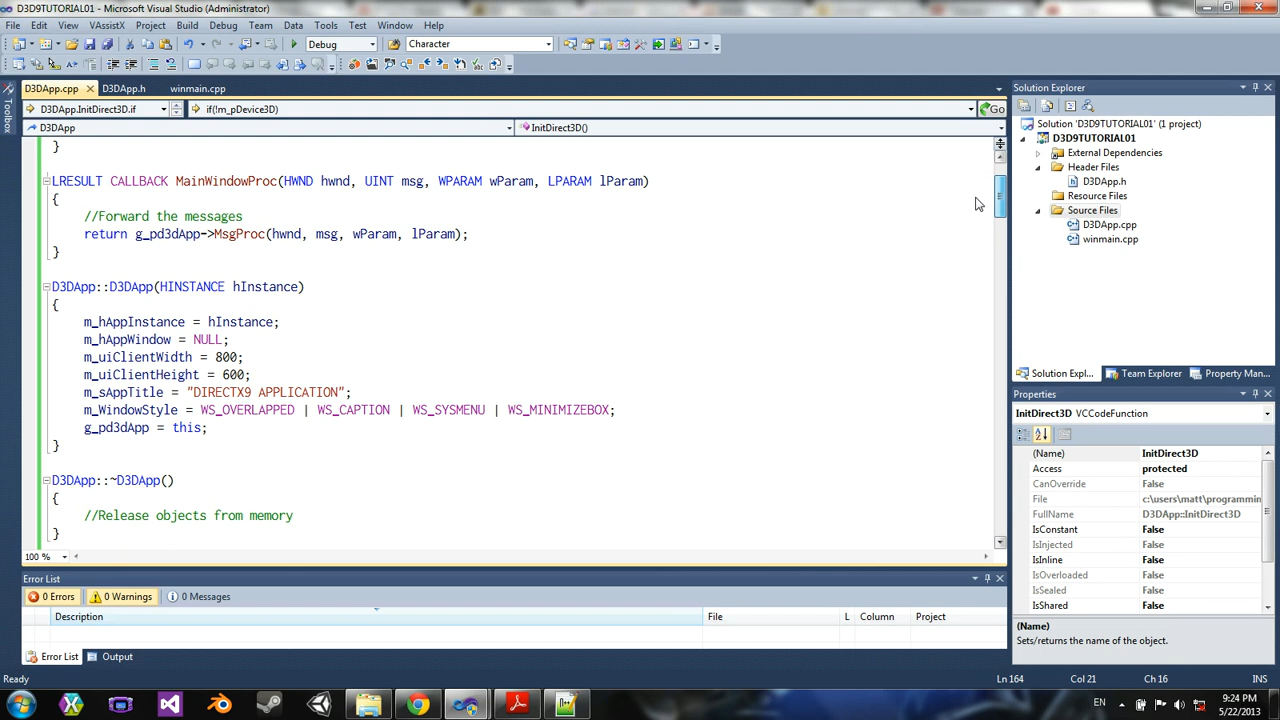 D3D9TUTORIAL01 - Microsoft Visual Studio (Administrator)
File Edit View VAssistX Project Build Debug Team Data Tools Test Window Help
Debug Character
D3DApp.cpp D3DApp.h winmain.cpp
D3DApp.InitDirect3D.if if(!m_pDevice3D) Go
D3DApp InitDirect3D()
}
LRESULT CALLBACK MainWindowProc(HWND hwnd, UINT msg, WPARAM wParam, LPARAM lParam)
{
//Forward the messages
return g_pd3dApp->MsgProc(hwnd, msg, wParam, lParam);
}
D3DApp::D3DApp(HINSTANCE hInstance)
{
m_hAppInstance = hInstance;
m_hAppWindow = NULL;
m_uiClientWidth = 800;
m_uiClientHeight = 600;
m_sAppTitle = "DIRECTX9 APPLICATION";
m_WindowStyle = WS_OVERLAPPED | WS_CAPTION | WS_SYSMENU | WS_MINIMIZEBOX;
g_pd3dApp = this;
}
D3DApp::~D3DApp()
{
//Release objects from memory
}
100 %
Toolbox
Solution Explorer
Solution 'D3D9TUTORIAL01' (1 project)
D3D9TUTORIAL01
External Dependencies
Header Files
D3DApp.h
Resource Files
Source Files
D3DApp.cpp
winmain.cpp
Solution Expl... Team Explorer Property Man...
Properties
InitDirect3D VCCodeFunction
(Name) InitDirect3D
Access protected
CanOverride False
File c:\users\matt\programmin
FullName D3DApp::InitDirect3D
IsConstant False
IsInjected False
IsInline False
IsOverloaded False
IsSealed False
IsShared False
(Name)
Sets/returns the name of the object.
Error List
0 Errors 0 Warnings 0 Messages
Description File L Column Project
Error List Output
Ready Ln 164 Col 21 Ch 16 INS
EN 9:24 PM
5/22/2013